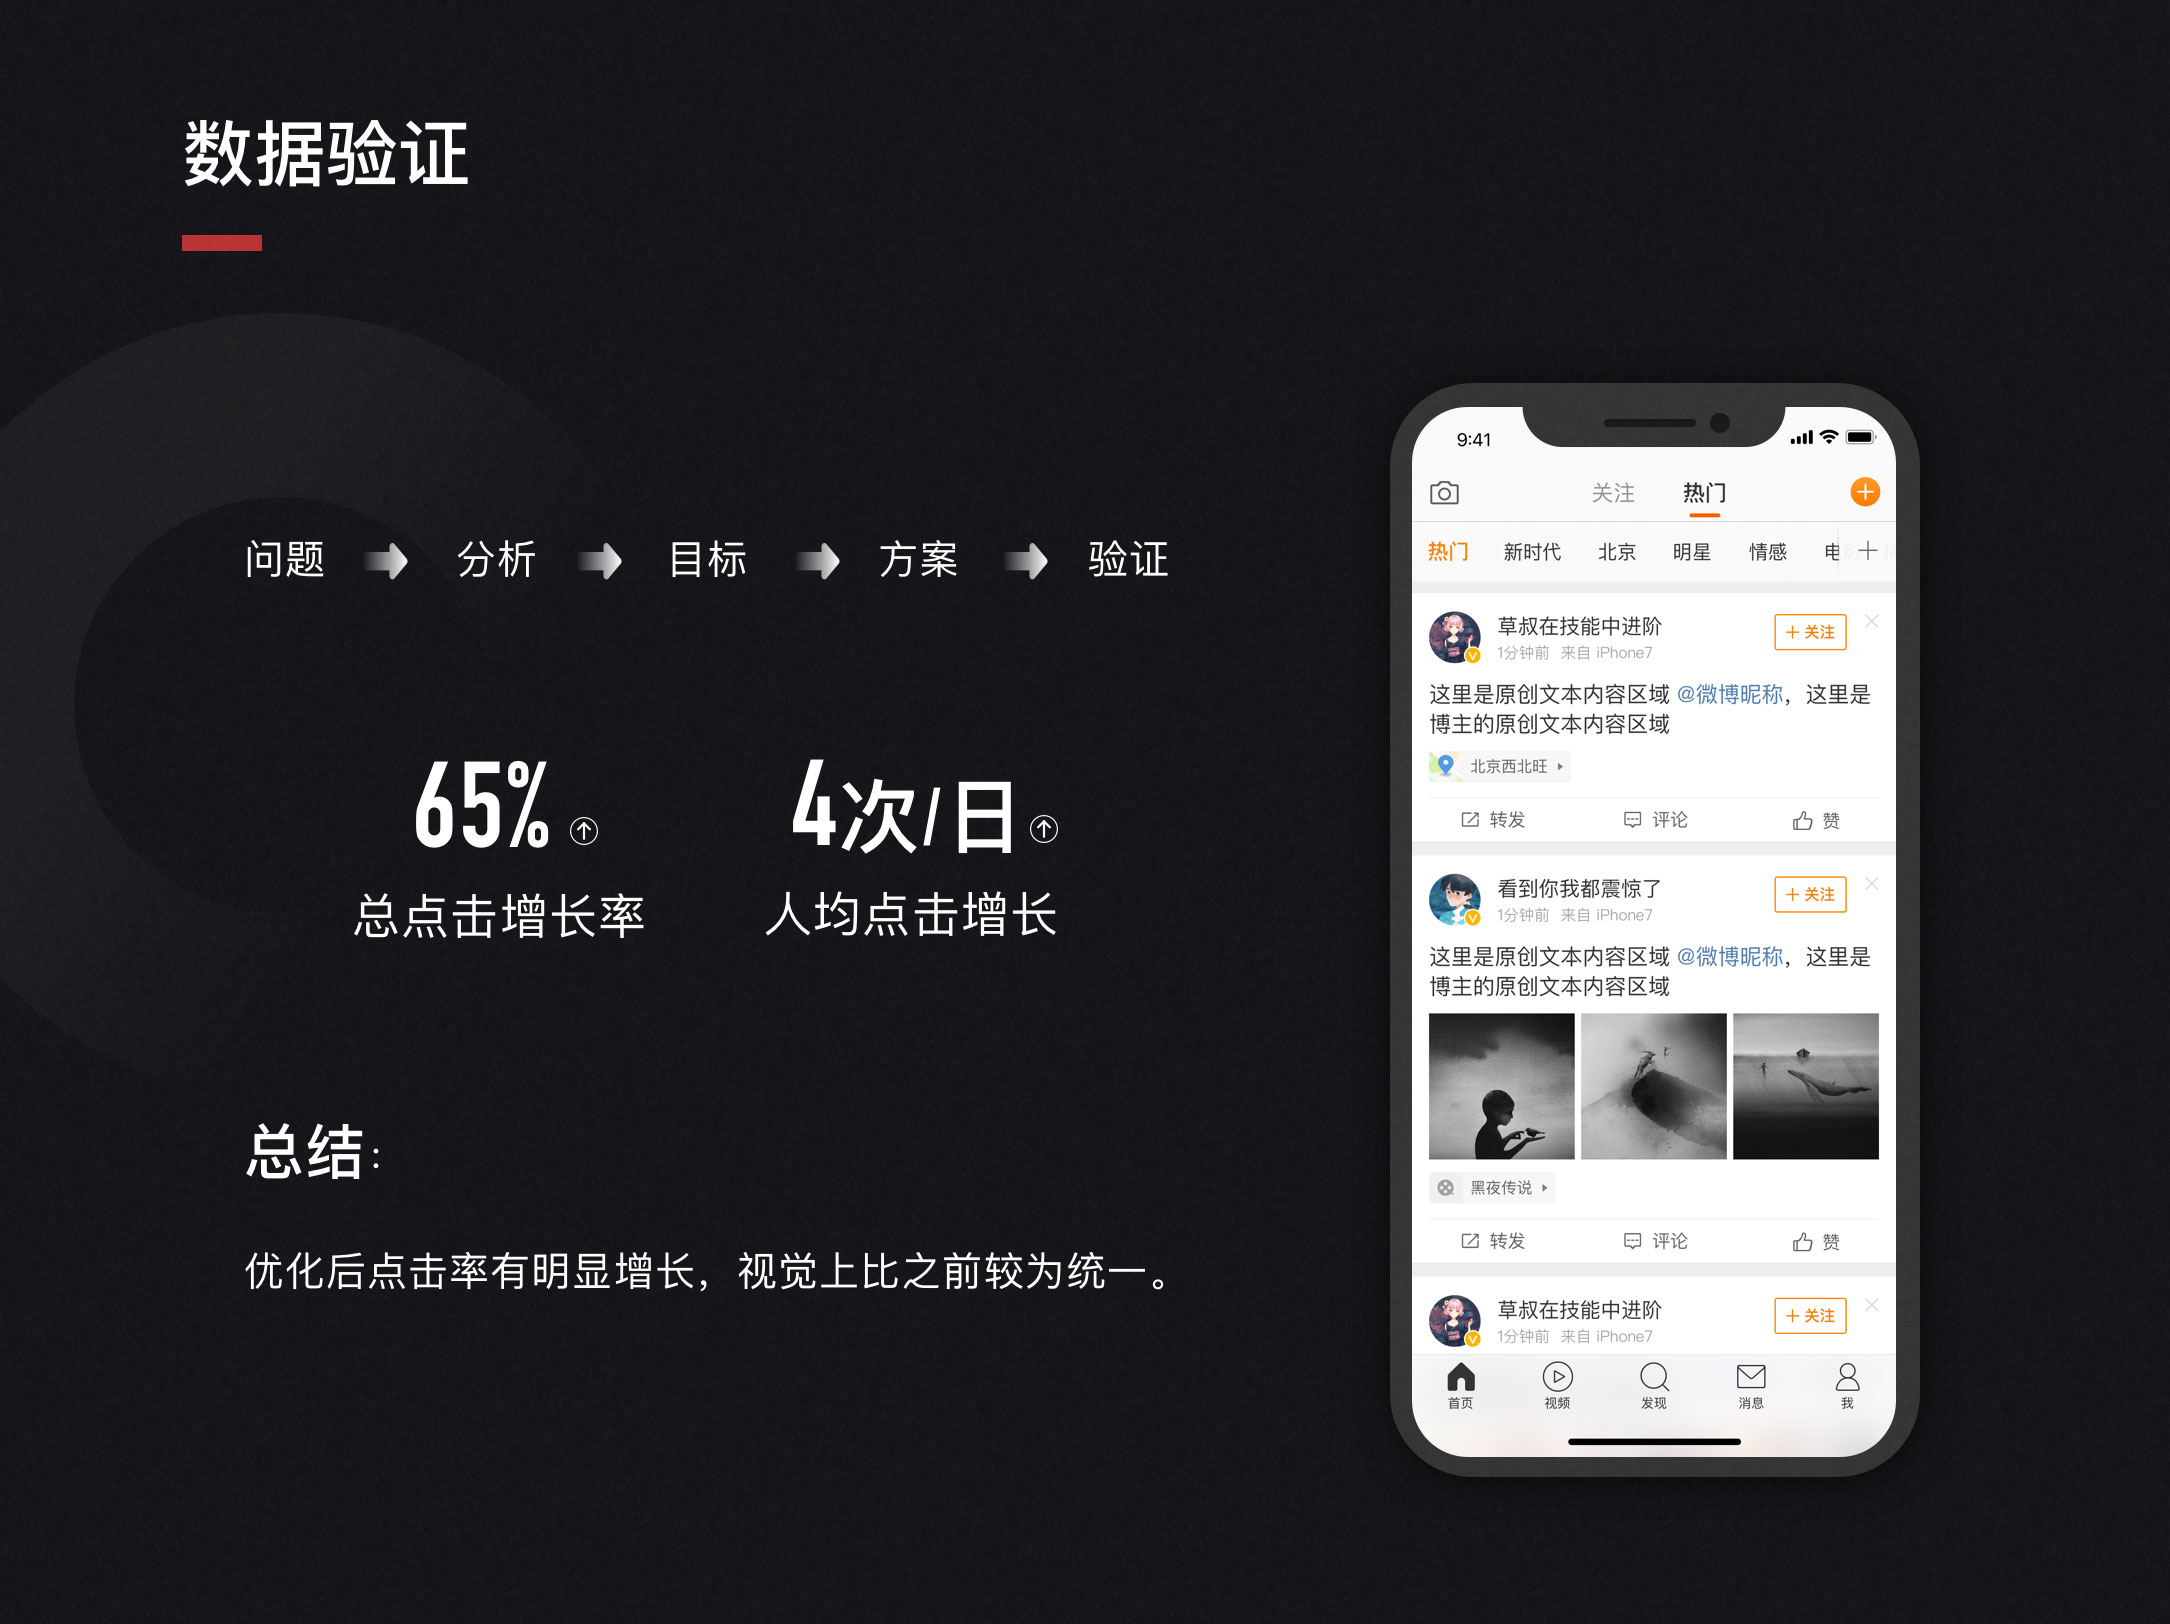 数据验证
问题 分析 目标 方案 验证
65% 4次/日
总点击增长率 人均点击增长
总结：
优化后点击率有明显增长，视觉上比之前较为统一。
9:41
关注 热门
热门 新时代 北京 明星 情感
草叔在技能中进阶
+ 关注
1分钟前 来自 iPhone7
这里是原创文本内容区域 @微博昵称，这里是
博主的原创文本内容区域
北京西北旺
转发 评论 赞
看到你我都震惊了
+ 关注
1分钟前 来自 iPhone7
这里是原创文本内容区域 @微博昵称，这里是
博主的原创文本内容区域
黑夜传说
转发 评论 赞
草叔在技能中进阶
+ 关注
1分钟前 来自 iPhone7
首页 视频 发现 消息 我